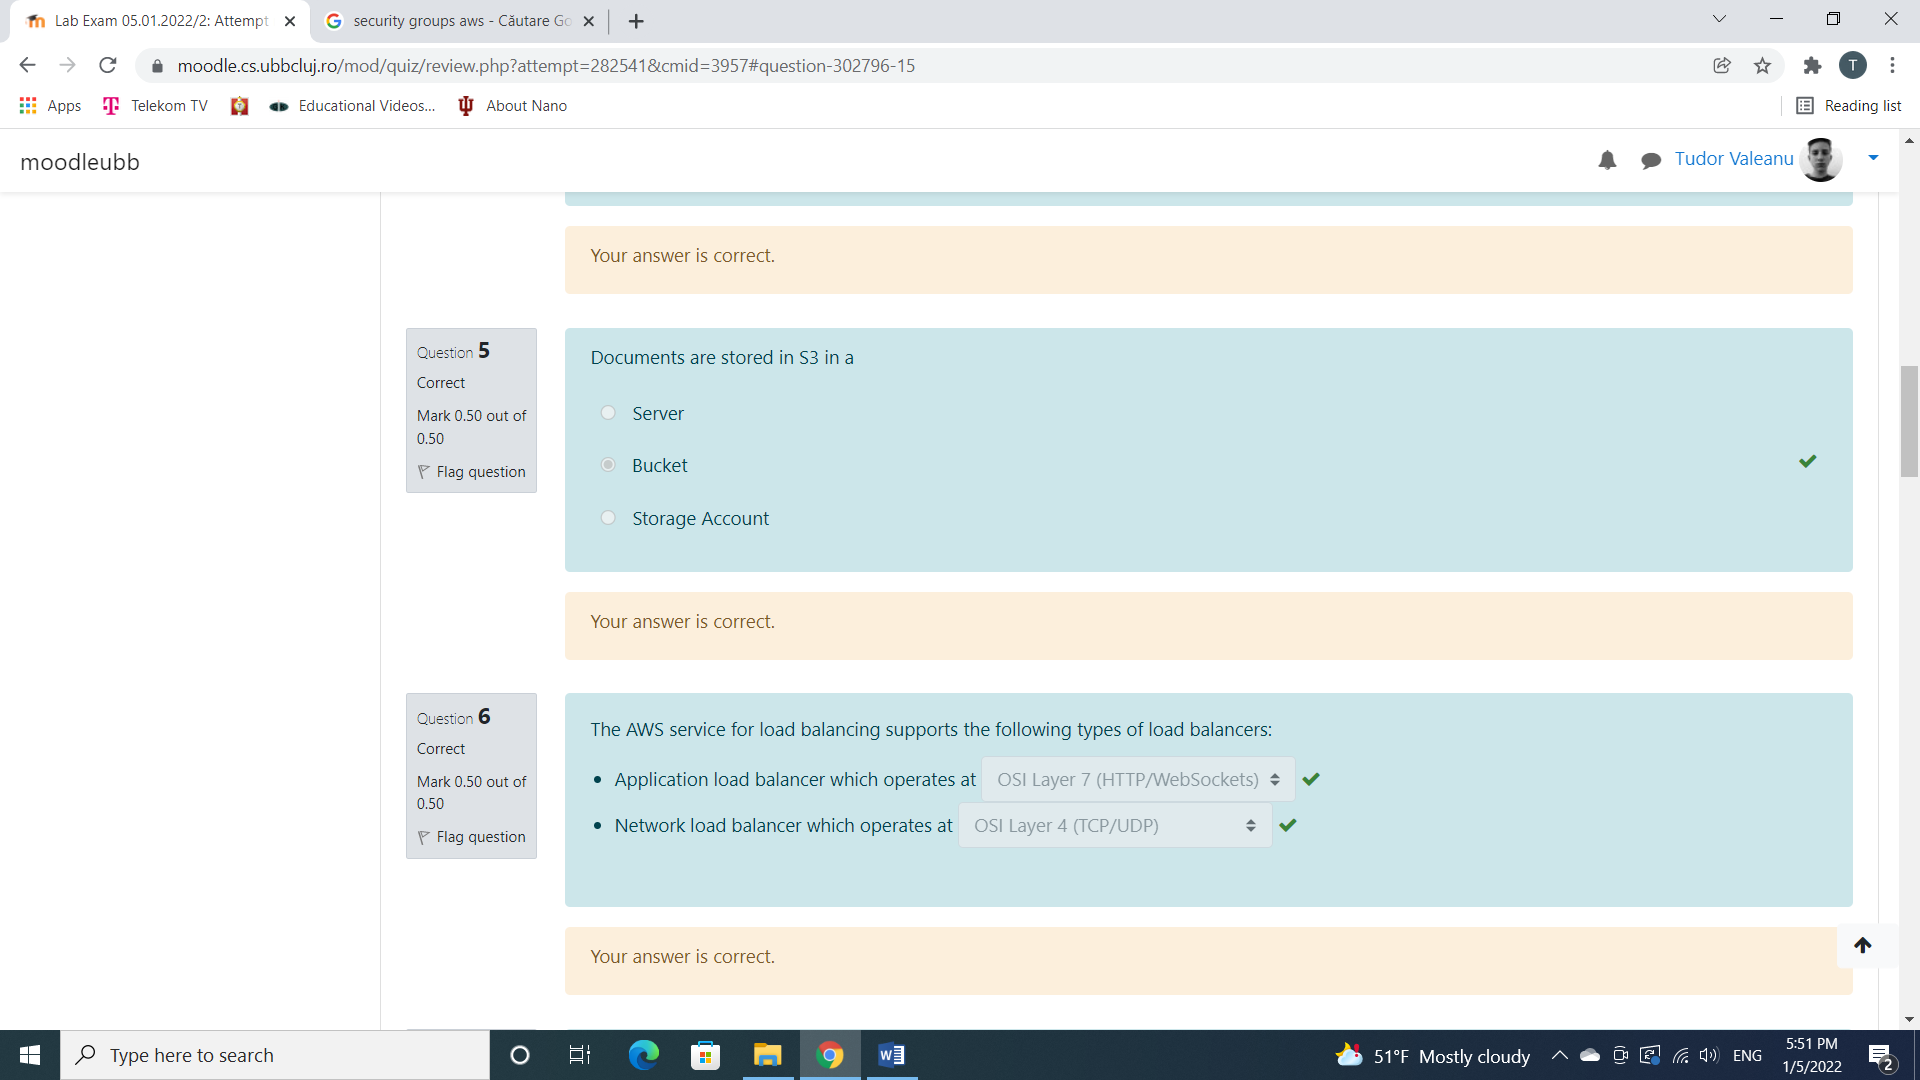 Lab Exam 05.01.2022/2: Attempt
security groups aws - Căutare Go
moodle.cs.ubbcluj.ro/mod/quiz/review.php?attempt=282541&cmid=3957#question-302796-15
T
Apps
Telekom TV
Educational Videos...
About Nano
Reading list
moodleubb
Tudor Valeanu
Your answer is correct.
Question 5
Correct
Mark 0.50 out of
0.50
Flag question
Documents are stored in S3 in a
Server
Bucket
Storage Account
Your answer is correct.
Question 6
Correct
Mark 0.50 out of
0.50
Flag question
The AWS service for load balancing supports the following types of load balancers:
Application load balancer which operates at OSI Layer 7 (HTTP/WebSockets)
Network load balancer which operates at OSI Layer 4 (TCP/UDP)
Your answer is correct.
Type here to search
51°F Mostly cloudy
ENG
5:51 PM
1/5/2022
2